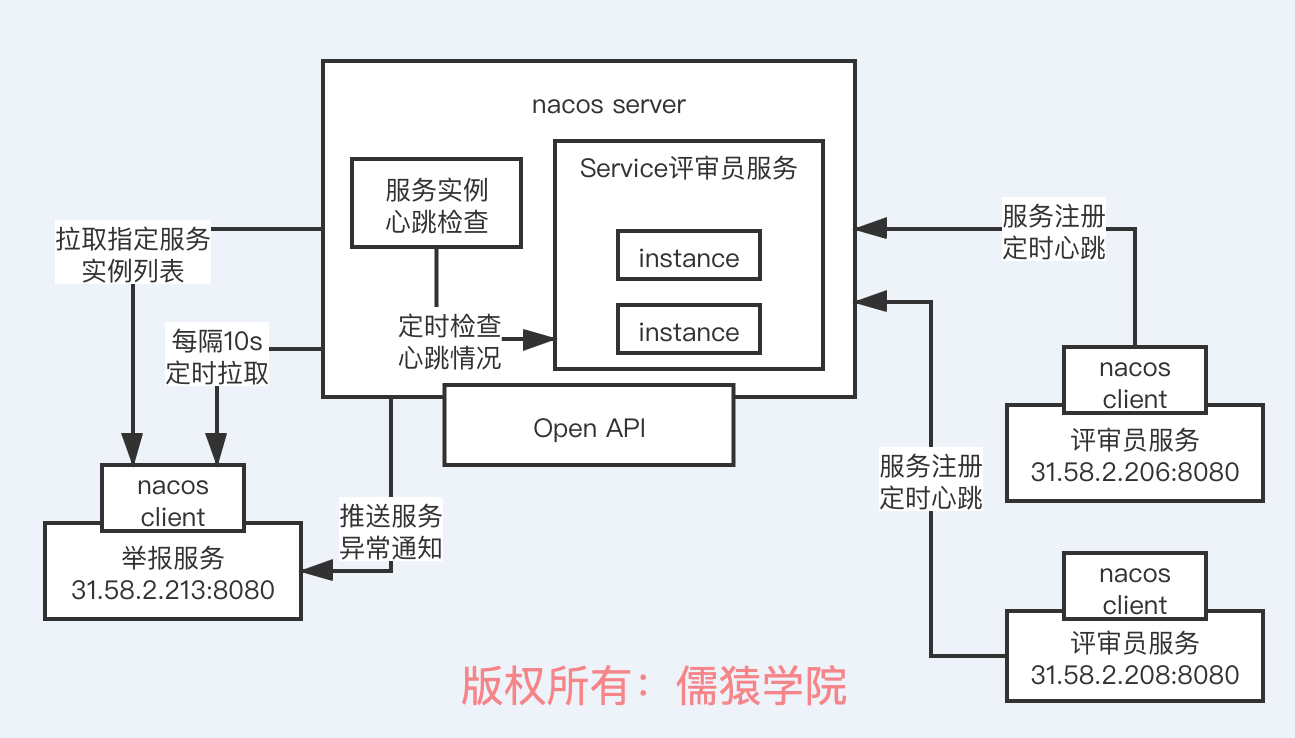 nacos server
服务实例
心跳检查
Service评审员服务
instance
instance
定时检查
心跳情况
Open API
拉取指定服务
实例列表
每隔10s
定时拉取
推送服务
异常通知
nacos
client
举报服务
31.58.2.213:8080
服务注册
定时心跳
nacos
client
评审员服务
31.58.2.206:8080
服务注册
定时心跳
nacos
client
评审员服务
31.58.2.208:8080
版权所有：儒猿学院